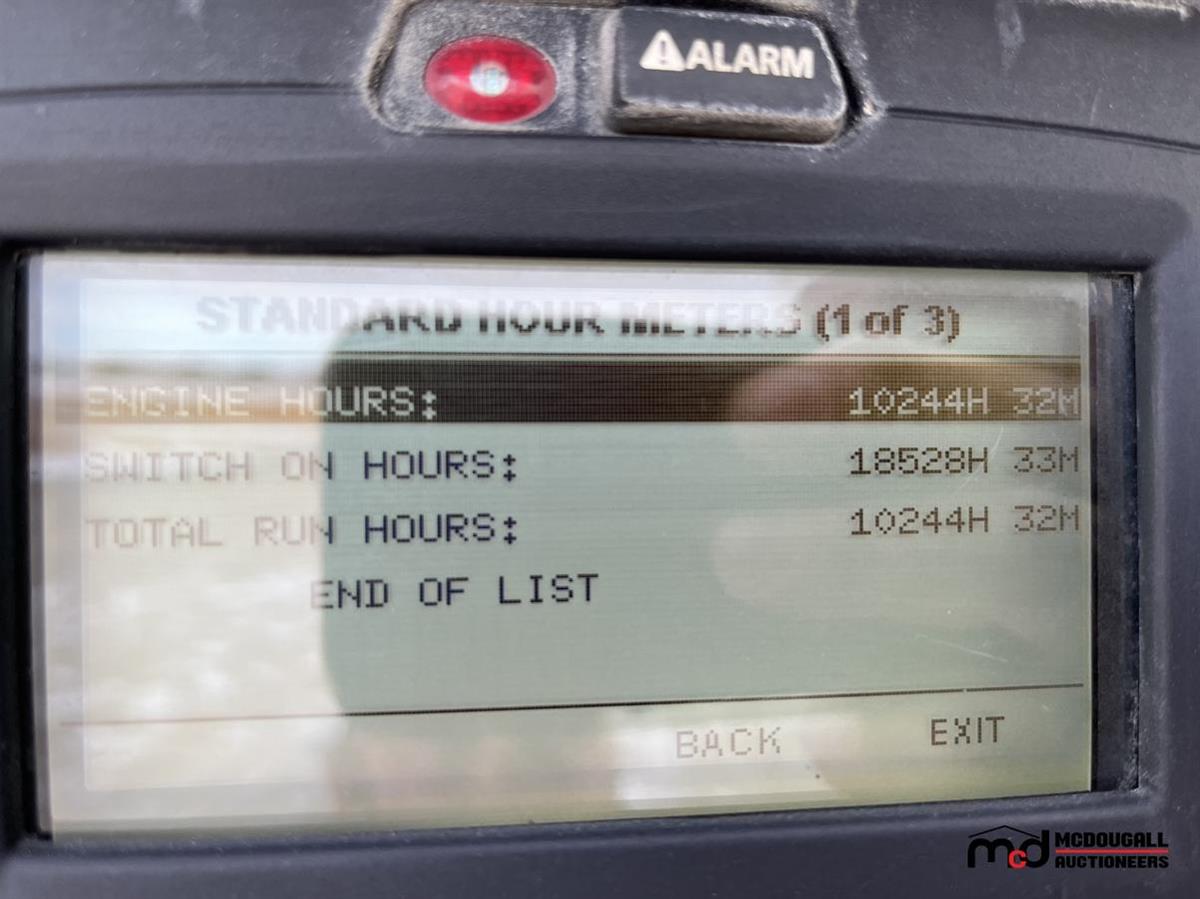 ALARM
STANDARD HOUR METERS (1 of 3)
ENGINE HOURS: 10244H 32M
SWITCH ON HOURS: 18528H 33M
TOTAL RUN HOURS: 10244H 32M
END OF LIST
BACK EXIT
mcd MCDOUGALL
AUCTIONEERS